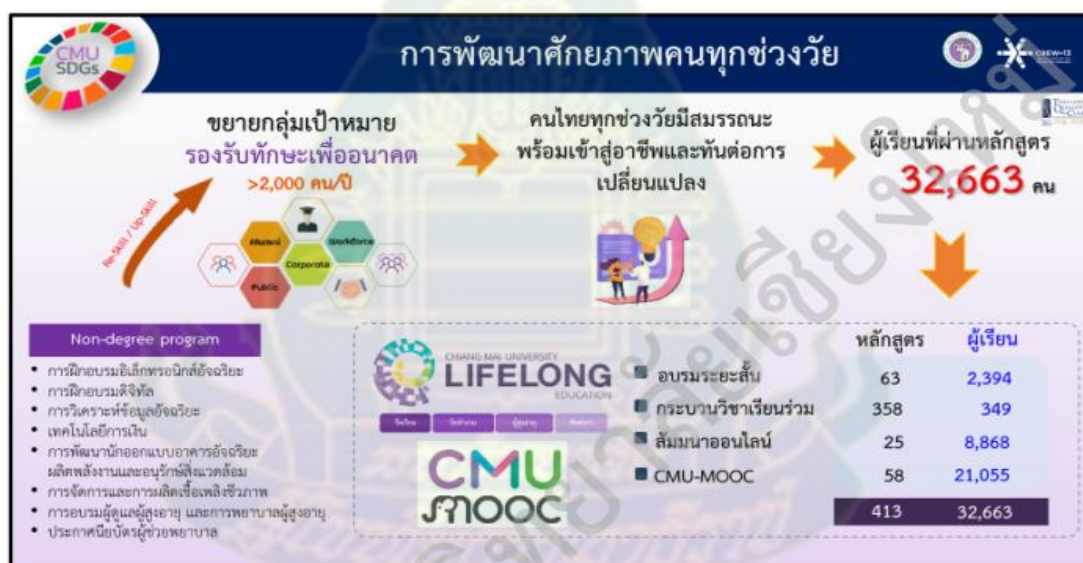 CMU
SDGs
การพัฒนาศักยภาพคนทุกช่วงวัย
CREW-13
ขยายกลุ่มเป้าหมาย
รองรับทักษะเพื่ออนาคต
>2,000 คน/ปี
Re-Skill / Up-Skill
Alumni
Workforce
Corporate
Public
คนไทยทุกช่วงวัยมีสมรรถนะ
พร้อมเข้าสู่อาชีพและทันต่อการ
เปลี่ยนแปลง
ผู้เรียนที่ผ่านหลักสูตร
32,663 คน
Non-degree program
• การฝึกอบรมอิเล็กทรอนิกส์อัจฉริยะ
• การฝึกอบรมดิจิทัล
• การวิเคราะห์ข้อมูลอัจฉริยะ
• เทคโนโลยีการเงิน
• การพัฒนานักออกแบบอาคารอัจฉริยะ
ผลิตพลังงานและอนุรักษ์สิ่งแวดล้อม
• การจัดการและการผลิตเชื้อเพลิงชีวภาพ
• การอบรมผู้ดูแลผู้สูงอายุ และการพยาบาลผู้สูงอายุ
• ประกาศนียบัตรผู้ช่วยพยาบาล
CHIANG MAI UNIVERSITY
LIFELONG
EDUCATION
วัยเรียน วัยทำงาน ผู้สูงอายุ
CMU
MOOC
หลักสูตร ผู้เรียน
อบรมระยะสั้น 63 2,394
กระบวนวิชาเรียนร่วม 358 349
สัมมนาออนไลน์ 25 8,868
CMU-MOOC 58 21,055
413 32,663